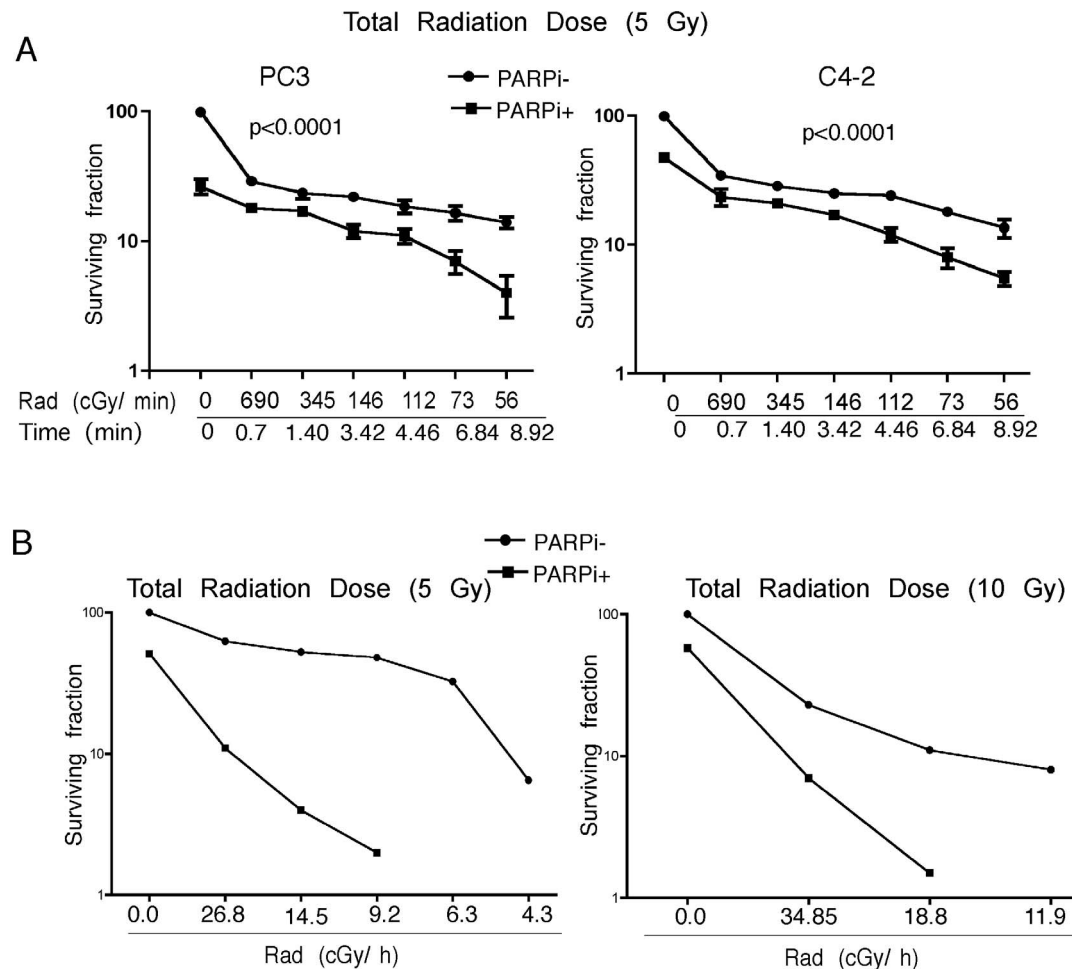 Total Radiation Dose (5 Gy)
A
PC3
PARPi-
PARPi+
C4-2
p<0.0001
p<0.0001
Surviving fraction
100
10
1
Surviving fraction
100
10
1
Rad (cGy/ min) 0 690 345 146 112 73 56
Time (min) 0 0.7 1.40 3.42 4.46 6.84 8.92
0 690 345 146 112 73 56
0 0.7 1.40 3.42 4.46 6.84 8.92
B
PARPi-
PARPi+
Total Radiation Dose (5 Gy)
Total Radiation Dose (10 Gy)
Surviving fraction
100
10
1
0.0 26.8 14.5 9.2 6.3 4.3
Rad (cGy/ h)
Surviving fraction
100
10
1
0.0 34.85 18.8 11.9
Rad (cGy/ h)